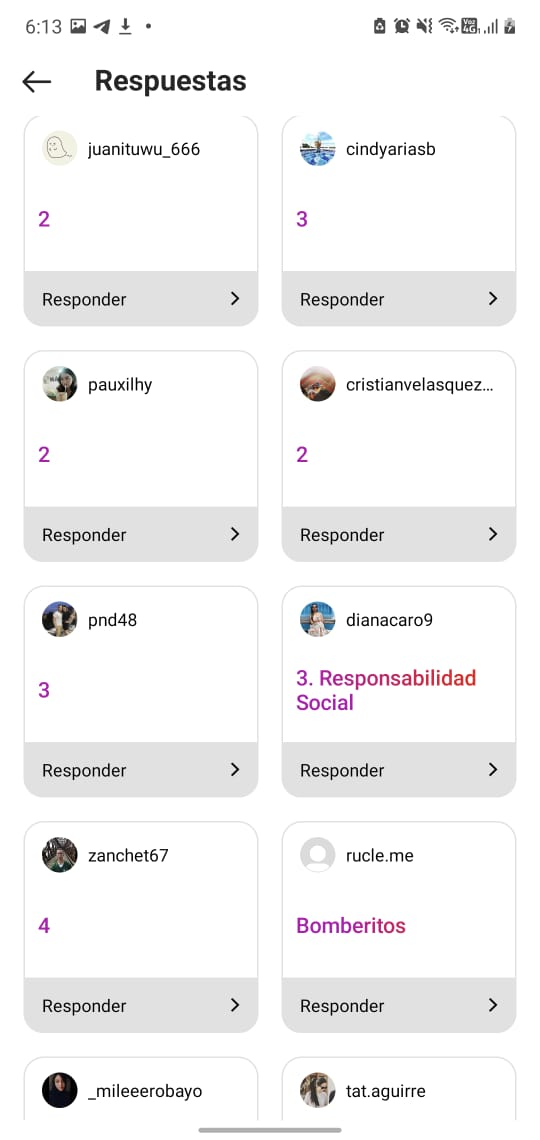 6:13
Respuestas
juanituwu_666
cindyariasb
2
3
Responder
Responder
pauxilhy
cristianvelasquez...
2
2
Responder
Responder
pnd48
dianacaro9
3
3. Responsabilidad
Social
Responder
Responder
zanchet67
rucle.me
4
Bomberitos
Responder
Responder
_mileeerobayo
tat.aguirre